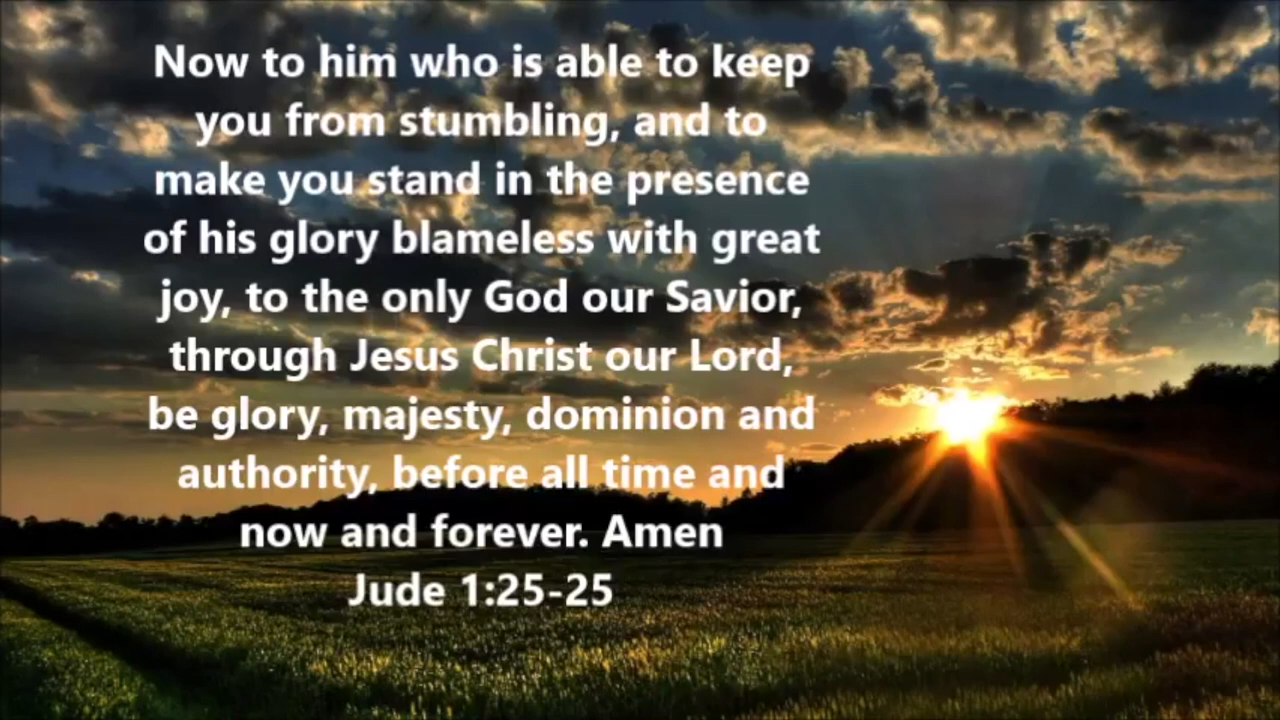 Now to him who is able to keep
you from stumbling, and to
make you stand in the presence
of his glory blameless with great
joy, to the only God our Savior,
through Jesus Christ our Lord,
be glory, majesty, dominion and
authority, before all time and
now and forever. Amen
Jude 1:25-25